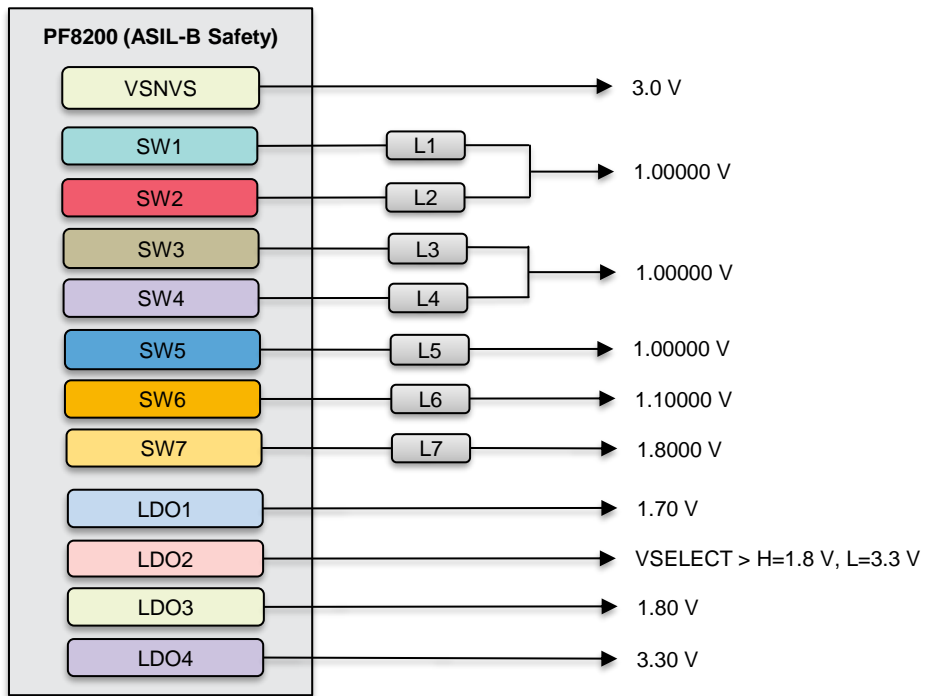 PF8200 (ASIL-B Safety)
VSNVS 3.0 V
SW1 L1
1.00000 V
SW2 L2
SW3 L3
1.00000 V
SW4 L4
SW5 L5 1.00000 V
SW6 L6 1.10000 V
SW7 L7 1.8000 V
LDO1 1.70 V
LDO2 VSELECT > H=1.8 V, L=3.3 V
LDO3 1.80 V
LDO4 3.30 V